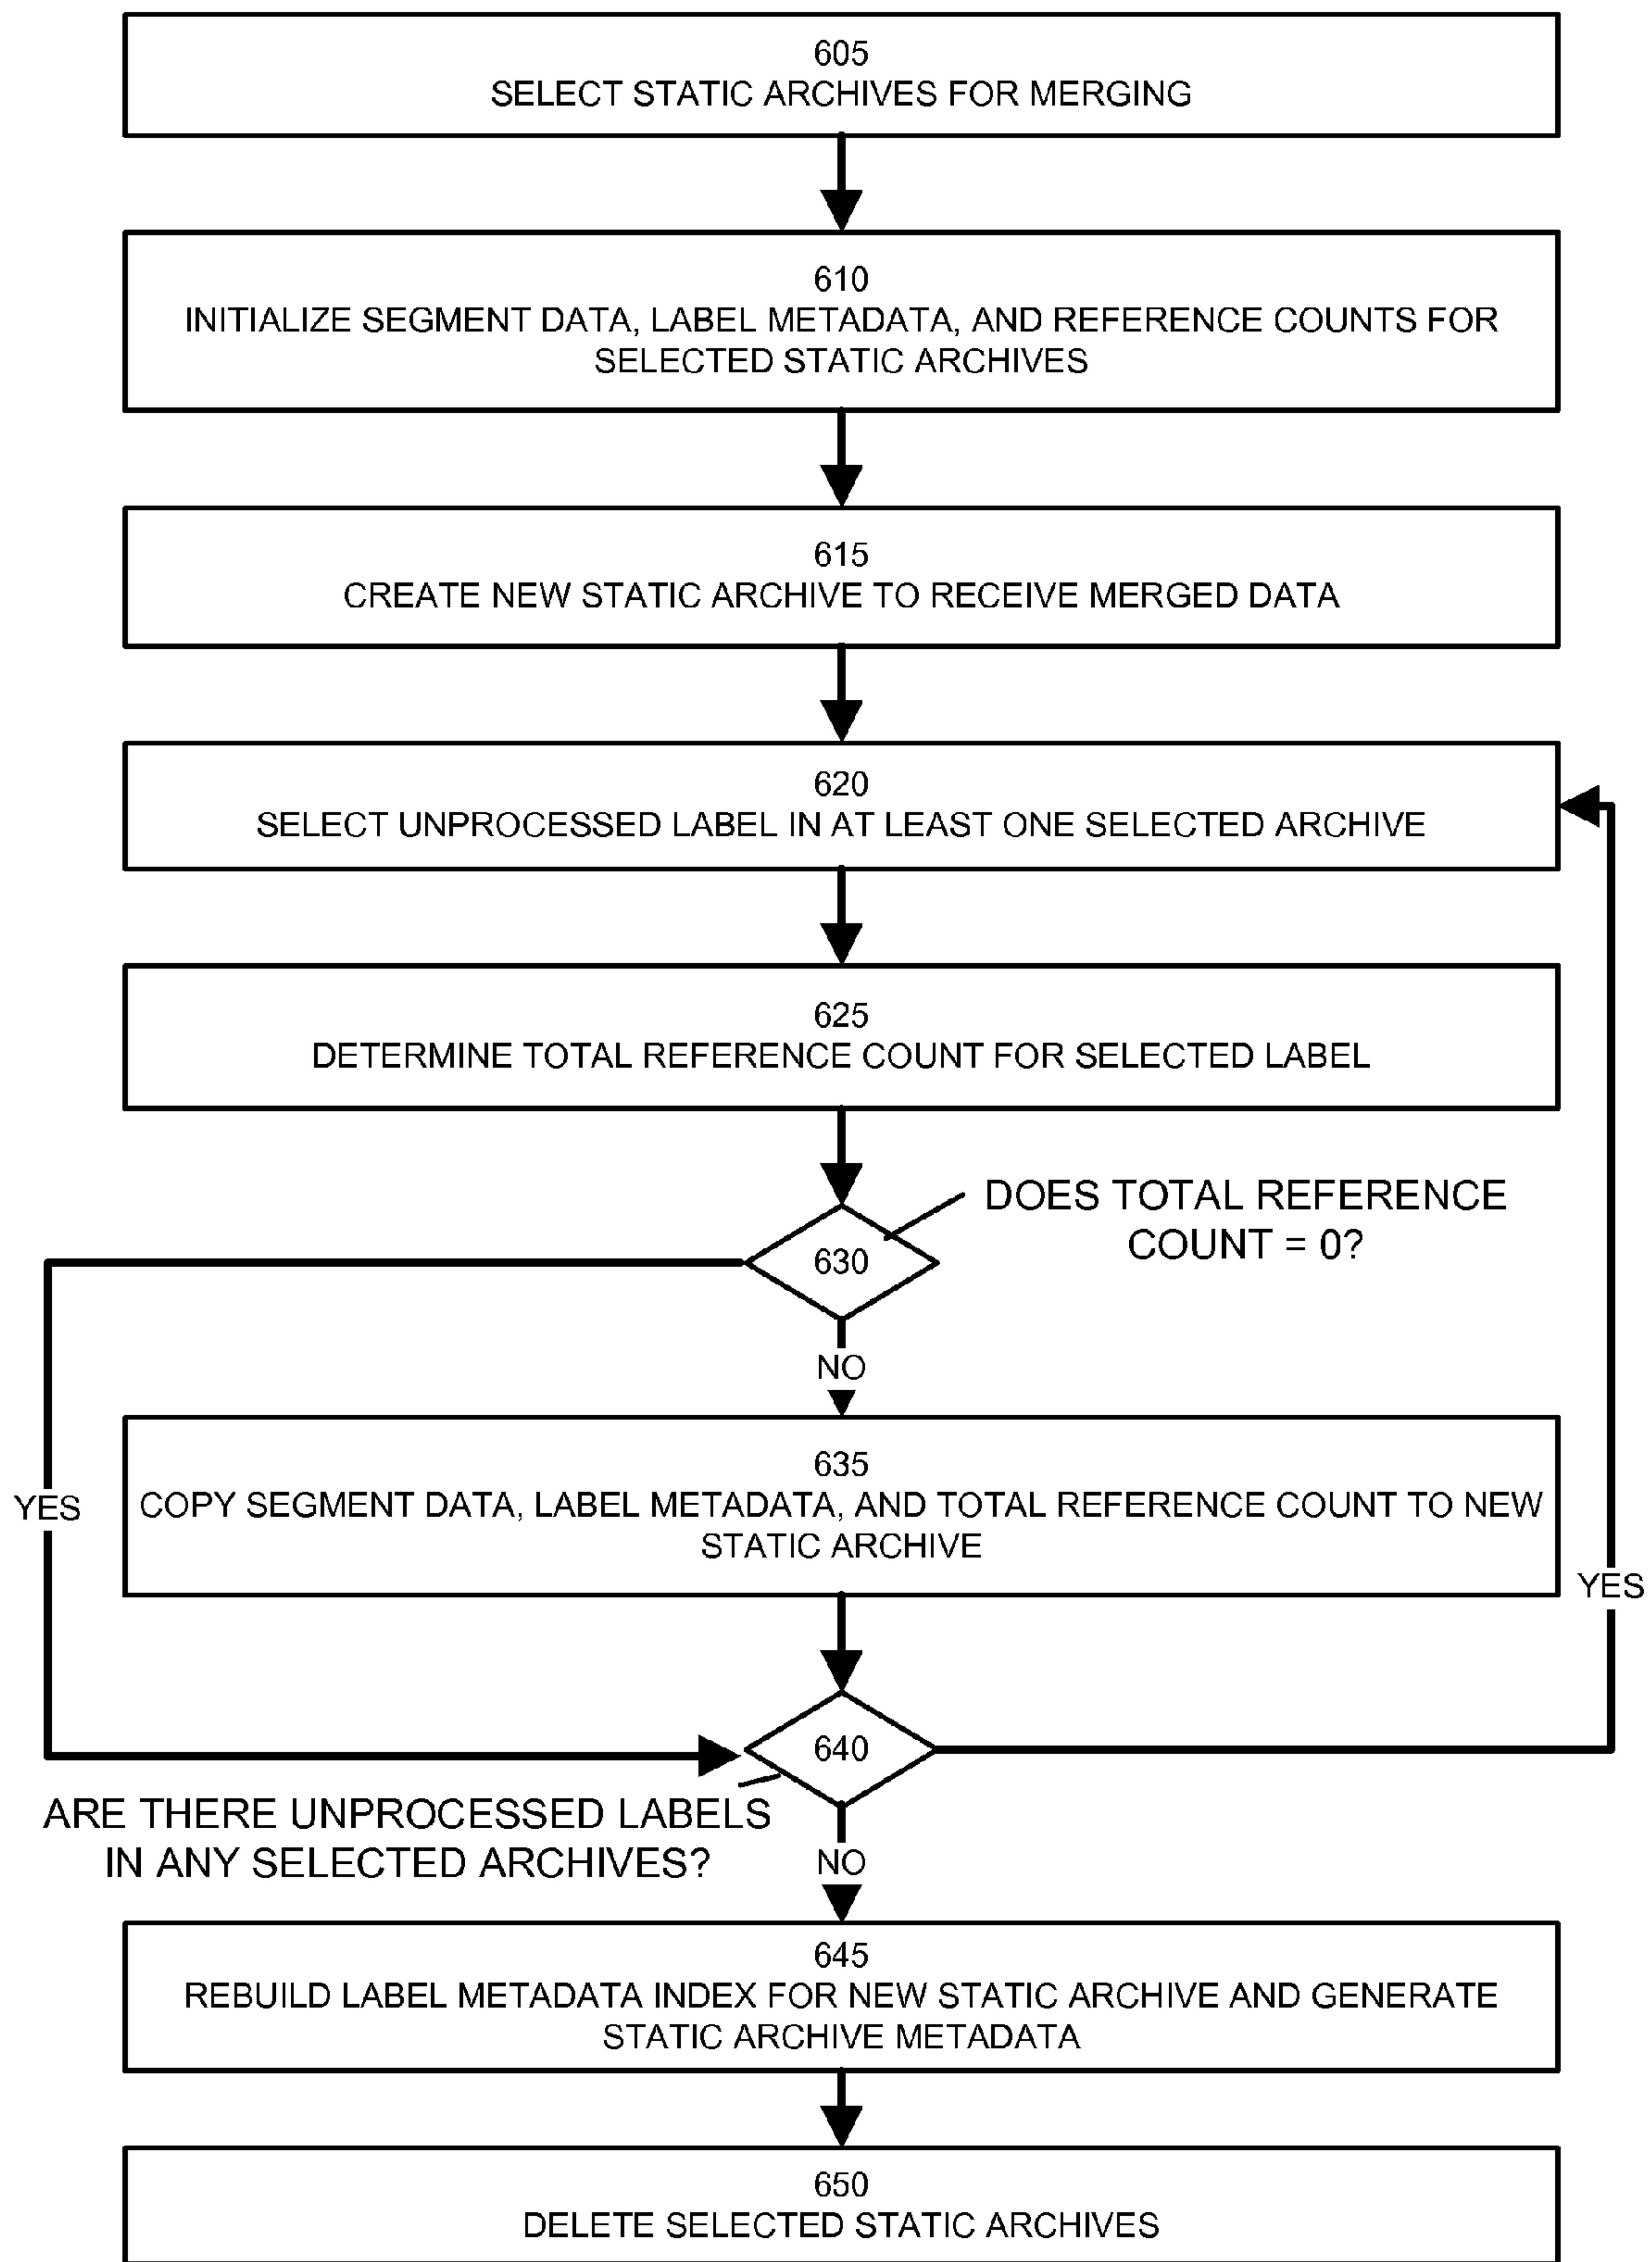 605
SELECT STATIC ARCHIVES FOR MERGING
610
INITIALIZE SEGMENT DATA, LABEL METADATA, AND REFERENCE COUNTS FOR
SELECTED STATIC ARCHIVES
615
CREATE NEW STATIC ARCHIVE TO RECEIVE MERGED DATA
620
SELECT UNPROCESSED LABEL IN AT LEAST ONE SELECTED ARCHIVE
625
DETERMINE TOTAL REFERENCE COUNT FOR SELECTED LABEL
DOES TOTAL REFERENCE
COUNT = 0?
630
NO
YES
635
COPY SEGMENT DATA, LABEL METADATA, AND TOTAL REFERENCE COUNT TO NEW
STATIC ARCHIVE
YES
640
ARE THERE UNPROCESSED LABELS
IN ANY SELECTED ARCHIVES?
NO
645
REBUILD LABEL METADATA INDEX FOR NEW STATIC ARCHIVE AND GENERATE
STATIC ARCHIVE METADATA
650
DELETE SELECTED STATIC ARCHIVES